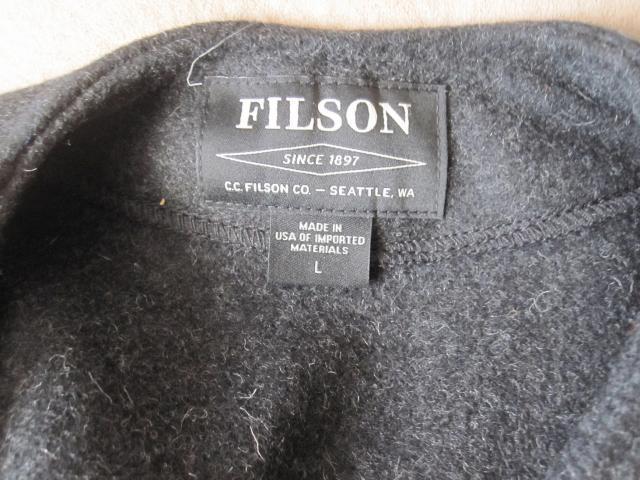 FILSON
SINCE 1897
C.C. FILSON CO. – SEATTLE, WA
MADE IN
USA OF IMPORTED
MATERIALS
L